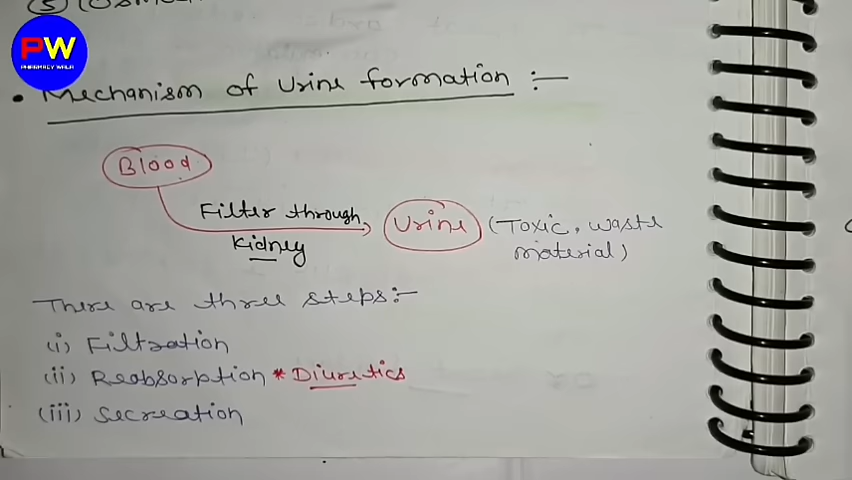 PW
PHARMACY WALA
• Mechanism of Urine formation :—
Blood
Filter through
Kidney
Urine (Toxic, waste
material)
There are three steps:—
(i) Filtration
(ii) Reabsorption * Diuretics
(iii) Secreation